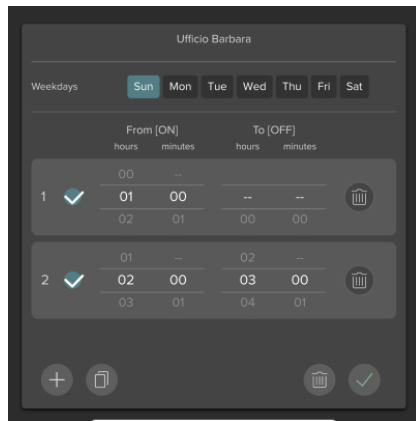 Ufficio Barbara
Weekdays Sun Mon Tue Wed Thu Fri Sat
From [ON] To [OFF]
hours minutes hours minutes
00 --
1 01 00 -- --
02 01 00 00
01 -- 02 --
2 02 00 03 00
03 01 04 01